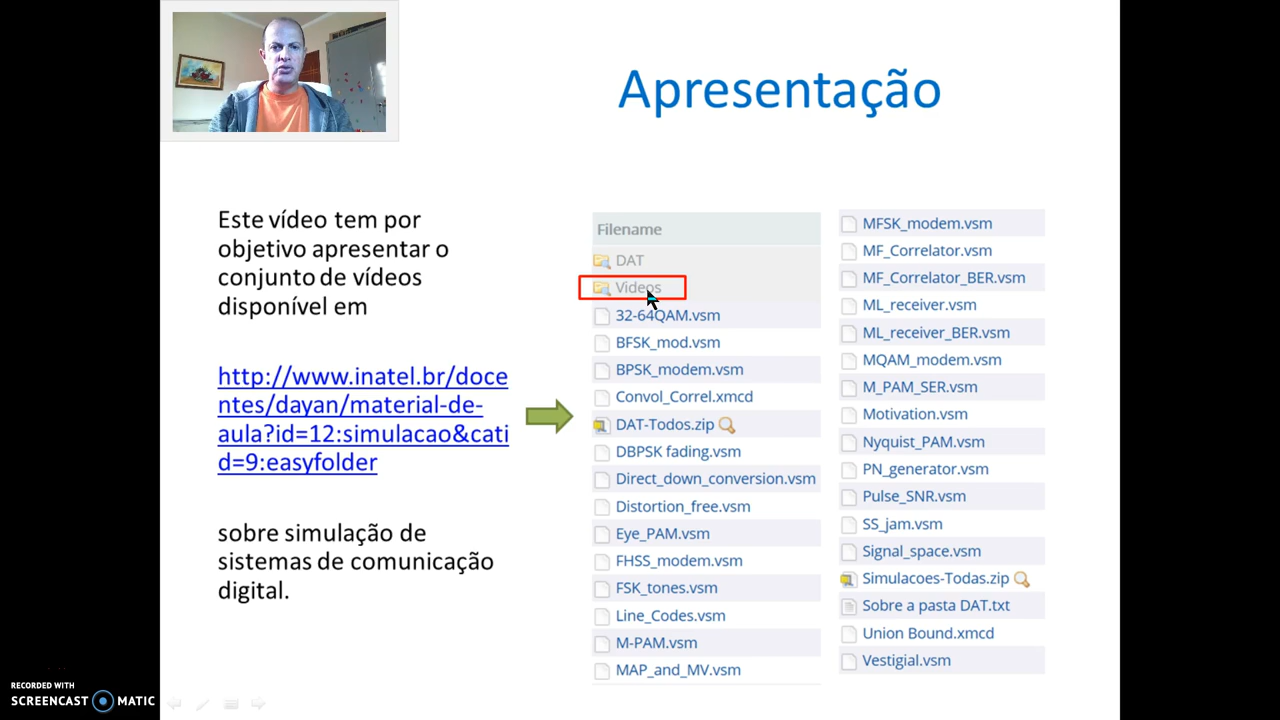 Apresentação
Este vídeo tem por
objetivo apresentar o
conjunto de vídeos
disponível em
http://www.inatel.br/doce
ntes/dayan/material-de-
aula?id=12:simulacao&cati
d=9:easyfolder
sobre simulação de
sistemas de comunicação
digital.
Filename
DAT
Videos
32-64QAM.vsm
BFSK_mod.vsm
BPSK_modem.vsm
Convol_Correl.xmcd
DAT-Todos.zip
DBPSK fading.vsm
Direct_down_conversion.vsm
Distortion_free.vsm
Eye_PAM.vsm
FHSS_modem.vsm
FSK_tones.vsm
Line_Codes.vsm
M-PAM.vsm
MAP_and_MV.vsm
MFSK_modem.vsm
MF_Correlator.vsm
MF_Correlator_BER.vsm
ML_receiver.vsm
ML_receiver_BER.vsm
MQAM_modem.vsm
M_PAM_SER.vsm
Motivation.vsm
Nyquist_PAM.vsm
PN_generator.vsm
Pulse_SNR.vsm
SS_jam.vsm
Signal_space.vsm
Simulacoes-Todas.zip
Sobre a pasta DAT.txt
Union Bound.xmcd
Vestigial.vsm
RECORDED WITH
SCREENCAST MATIC